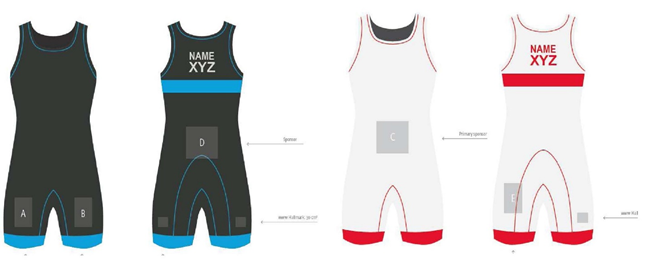 NAME
XYZ
D
Sponsor
A
B
NAME
XYZ
C
Primary sponsor
E